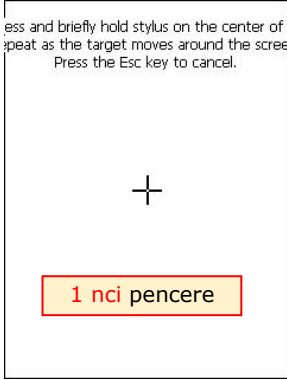 ess and briefly hold stylus on the center of
epeat as the target moves around the scree
Press the Esc key to cancel.
1 nci pencere